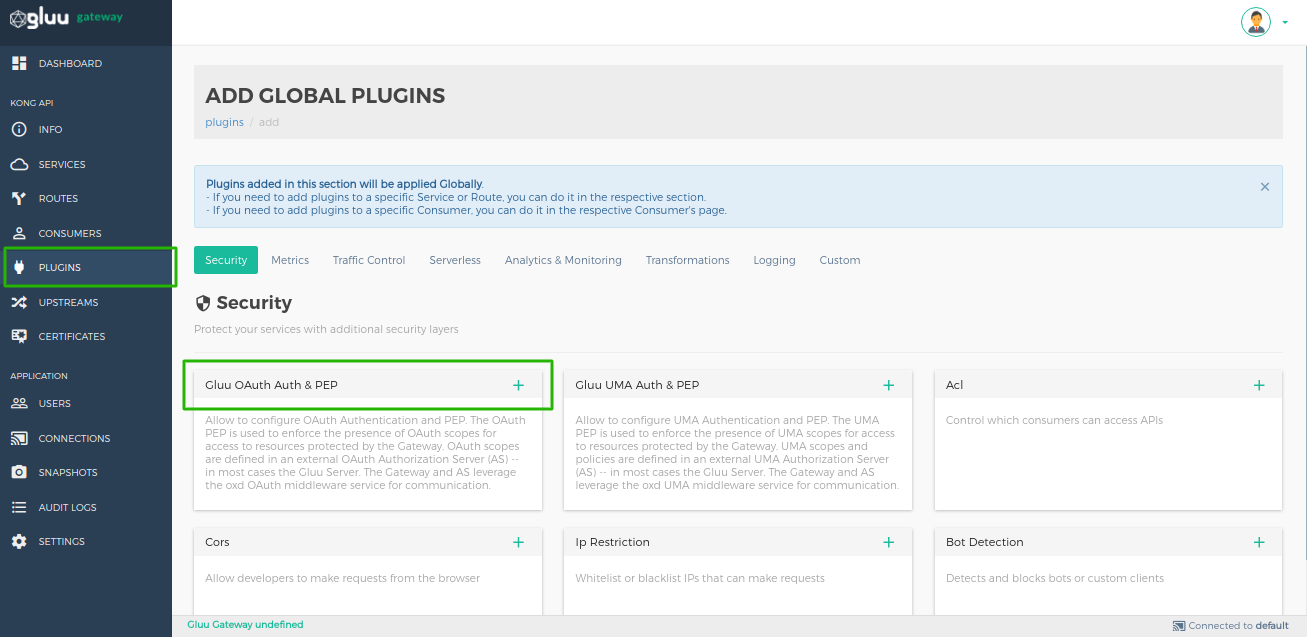 gluu gateway
DASHBOARD
KONG API
INFO
SERVICES
ROUTES
CONSUMERS
PLUGINS
UPSTREAMS
CERTIFICATES
APPLICATION
USERS
CONNECTIONS
SNAPSHOTS
AUDIT LOGS
SETTINGS
ADD GLOBAL PLUGINS
plugins / add
Plugins added in this section will be applied Globally.
- If you need to add plugins to a specific Service or Route, you can do it in the respective section.
- If you need to add plugins to a specific Consumer, you can do it in the respective Consumer's page.
Security Metrics Traffic Control Serverless Analytics & Monitoring Transformations Logging Custom
Security
Protect your services with additional security layers
Gluu OAuth Auth & PEP
Allow to configure OAuth Authentication and PEP. The OAuth
PEP is used to enforce the presence of OAuth scopes for
access to resources protected by the Gateway. OAuth scopes
are defined in an external OAuth Authorization Server (AS) --
in most cases the Gluu Server. The Gateway and AS leverage
the oxd OAuth middleware service for communication.
Gluu UMA Auth & PEP
Allow to configure UMA Authentication and PEP. The UMA
PEP is used to enforce the presence of UMA scopes for access
to resources protected by the Gateway. UMA scopes and
policies are defined in an external UMA Authorization Server
(AS) -- in most cases the Gluu Server. The Gateway and AS
leverage the oxd UMA middleware service for communication.
Acl
Control which consumers can access APIs
Cors
Allow developers to make requests from the browser
Ip Restriction
Whitelist or blacklist IPs that can make requests
Bot Detection
Detects and blocks bots or custom clients
Gluu Gateway undefined
Connected to default